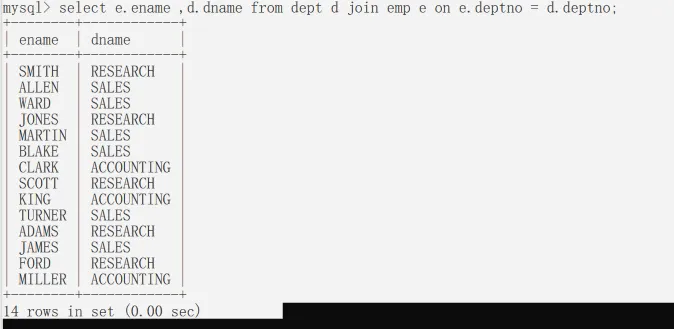 mysql> select e.ename ,d.dname from dept d join emp e on e.deptno = d.deptno;
+--------+------------+
| ename  | dname      |
+--------+------------+
| SMITH  | RESEARCH   |
| ALLEN  | SALES      |
| WARD   | SALES      |
| JONES  | RESEARCH   |
| MARTIN | SALES      |
| BLAKE  | SALES      |
| CLARK  | ACCOUNTING |
| SCOTT  | RESEARCH   |
| KING   | ACCOUNTING |
| TURNER | SALES      |
| ADAMS  | RESEARCH   |
| JAMES  | SALES      |
| FORD   | RESEARCH   |
| MILLER | ACCOUNTING |
+--------+------------+
14 rows in set (0.00 sec)